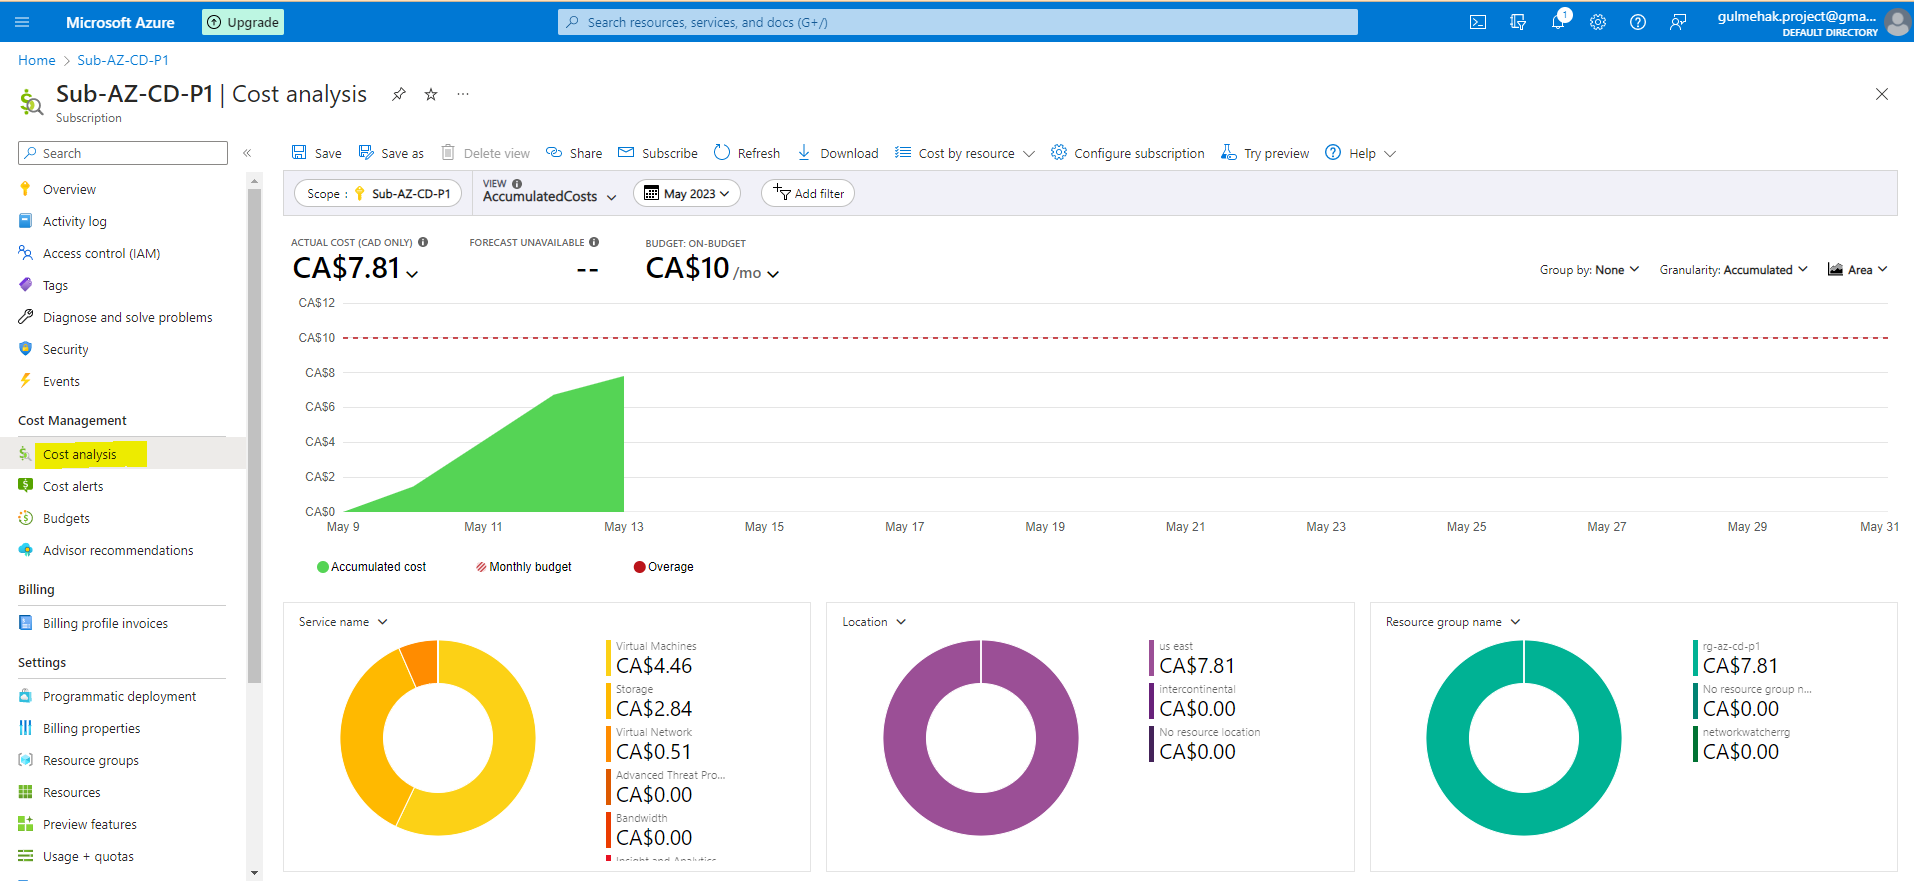 Microsoft Azure
Upgrade
Search resources, services, and docs (G+/)
1
gulmehak.project@gma...
DEFAULT DIRECTORY
Home > Sub-AZ-CD-P1
Sub-AZ-CD-P1 | Cost analysis ...
Subscription
Search
«
Save
Save as
Delete view
Share
Subscribe
Refresh
Download
Cost by resource
Configure subscription
Try preview
Help
Overview
Activity log
Access control (IAM)
Tags
Diagnose and solve problems
Security
Events
Cost Management
Cost analysis
Cost alerts
Budgets
Advisor recommendations
Billing
Billing profile invoices
Settings
Programmatic deployment
Billing properties
Resource groups
Resources
Preview features
Usage + quotas
Scope : Sub-AZ-CD-P1
VIEW
AccumulatedCosts
May 2023
Add filter
ACTUAL COST (CAD ONLY)
CA$7.81
FORECAST UNAVAILABLE
--
BUDGET: ON-BUDGET
CA$10 /mo
Group by: None
Granularity: Accumulated
Area
CA$12
CA$10
CA$8
CA$6
CA$4
CA$2
CA$0
May 9
May 11
May 13
May 15
May 17
May 19
May 21
May 23
May 25
May 27
May 29
May 31
Accumulated cost
Monthly budget
Overage
Service name
Virtual Machines
CA$4.46
Storage
CA$2.84
Virtual Network
CA$0.51
Advanced Threat Pro...
CA$0.00
Bandwidth
CA$0.00
Insight and Analytics
Location
us east
CA$7.81
intercontinental
CA$0.00
No resource location
CA$0.00
Resource group name
rg-az-cd-p1
CA$7.81
No resource group n...
CA$0.00
networkwatcherrg
CA$0.00